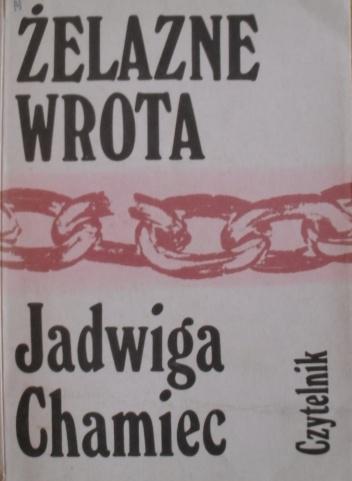 ŻELAZNE
WROTA
Jadwiga
Chamiec
Czytelnik